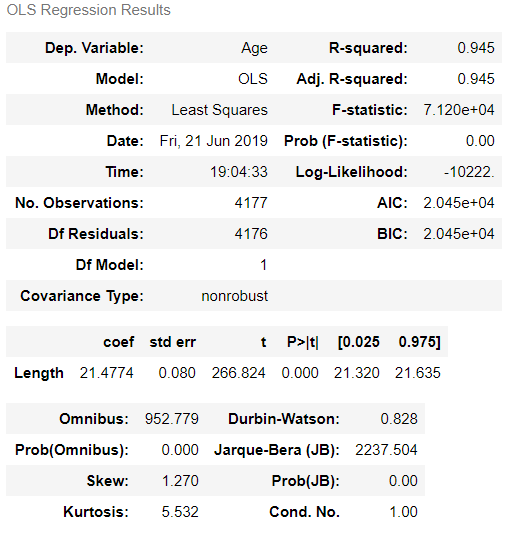 OLS Regression Results
Dep. Variable: Age R-squared: 0.945
Model: OLS Adj. R-squared: 0.945
Method: Least Squares F-statistic: 7.120e+04
Date: Fri, 21 Jun 2019 Prob (F-statistic): 0.00
Time: 19:04:33 Log-Likelihood: -10222.
No. Observations: 4177 AIC: 2.045e+04
Df Residuals: 4176 BIC: 2.045e+04
Df Model: 1
Covariance Type: nonrobust
coef std err t P>|t| [0.025 0.975]
Length 21.4774 0.080 266.824 0.000 21.320 21.635
Omnibus: 952.779 Durbin-Watson: 0.828
Prob(Omnibus): 0.000 Jarque-Bera (JB): 2237.504
Skew: 1.270 Prob(JB): 0.00
Kurtosis: 5.532 Cond. No. 1.00